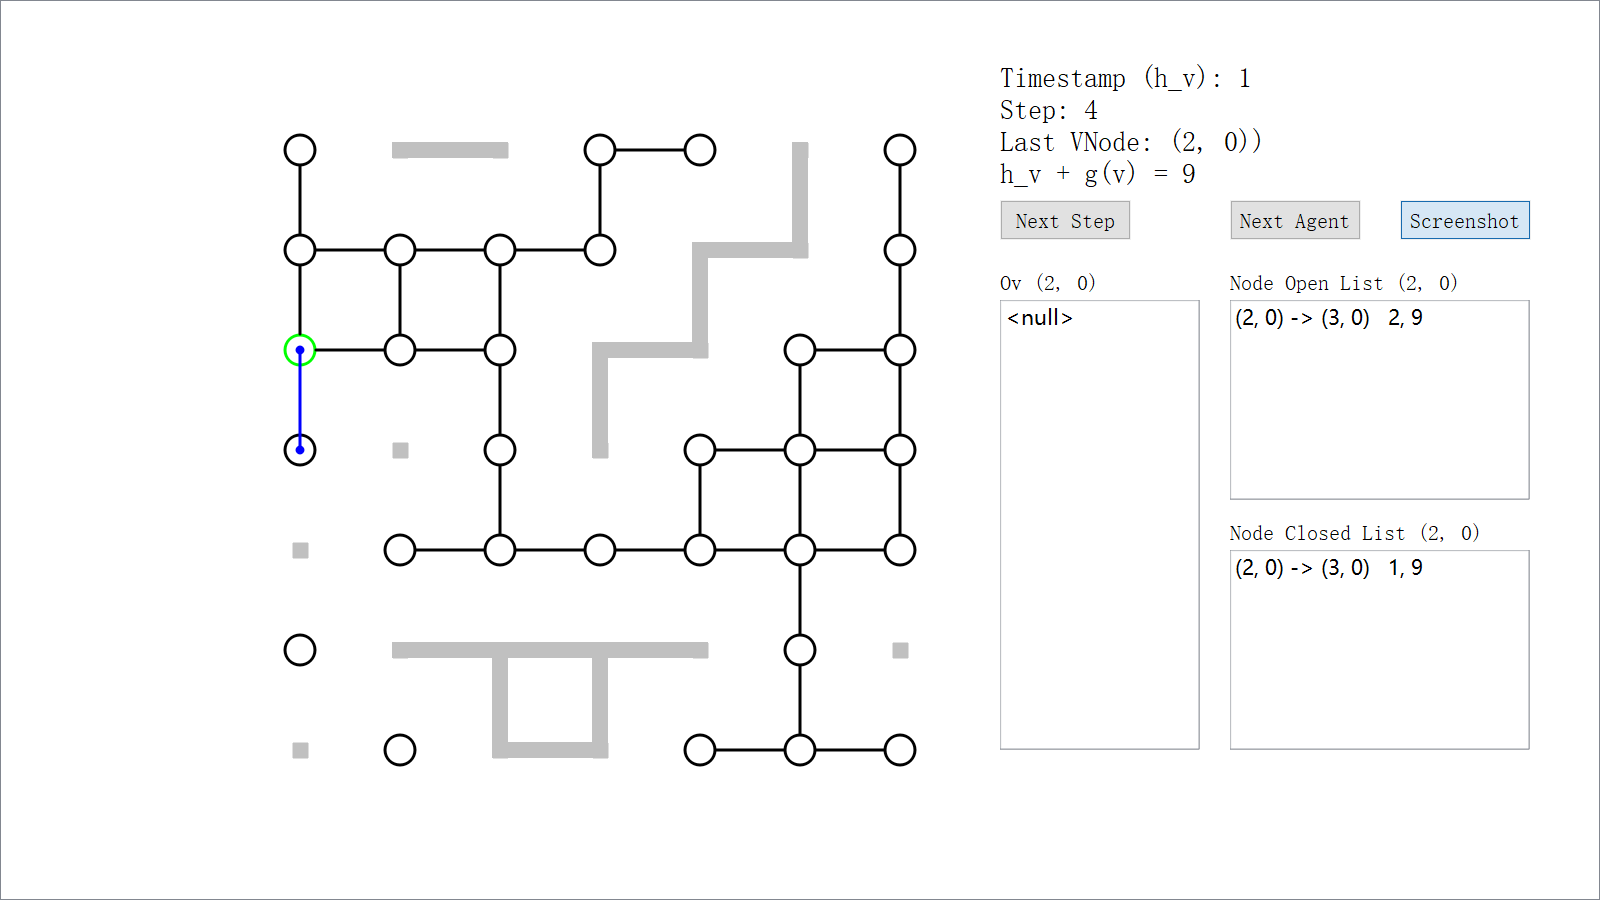 Timestamp (h_v): 1
Step: 4
Last VNode: (2, 0))
h_v + g(v) = 9
Next Step
Next Agent
Screenshot
Ov (2, 0)
<null>
Node Open List (2, 0)
(2, 0) -> (3, 0)   2, 9
Node Closed List (2, 0)
(2, 0) -> (3, 0)   1, 9